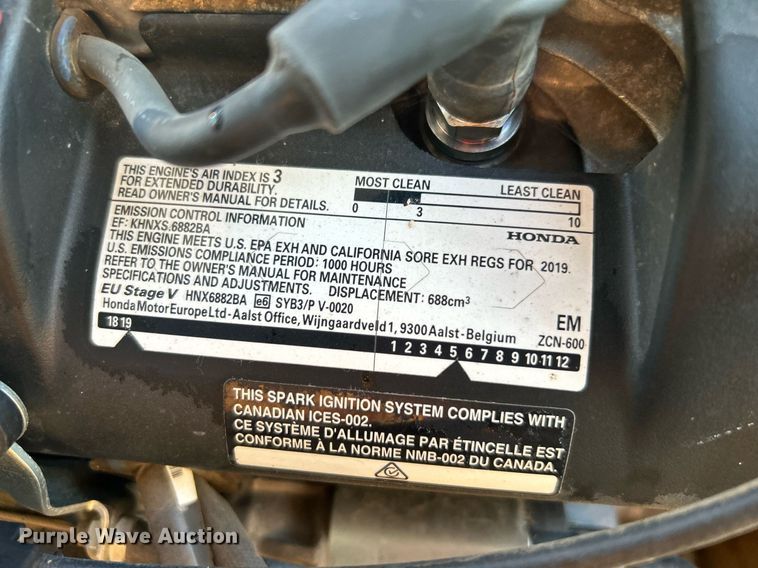 THIS ENGINE'S AIR INDEX IS 3
FOR EXTENDED DURABILITY.
READ OWNER'S MANUAL FOR DETAILS.
MOST CLEAN LEAST CLEAN
0 3 10
EMISSION CONTROL INFORMATION
HONDA
EF: KHNXS.6882BA
THIS ENGINE MEETS U.S. EPA EXH AND CALIFORNIA SORE EXH REGS FOR 2019.
U.S. EMISSIONS COMPLIANCE PERIOD: 1000 HOURS
REFER TO THE OWNER'S MANUAL FOR MAINTENANCE
SPECIFICATIONS AND ADJUSTMENTS. DISPLACEMENT: 688cm³
EU Stage V HNX6882BA e6 SYB3/P V-0020
Honda Motor Europe Ltd - Aalst Office, Wijngaardveld 1, 9300 Aalst - Belgium
EM
ZCN-600
18 19
1 2 3 4 5 6 7 8 9 10 11 12
THIS SPARK IGNITION SYSTEM COMPLIES WITH
CANADIAN ICES-002.
CE SYSTÈME D'ALLUMAGE PAR ÉTINCELLE EST
CONFORME À LA NORME NMB-002 DU CANADA.
Purple Wave Auction